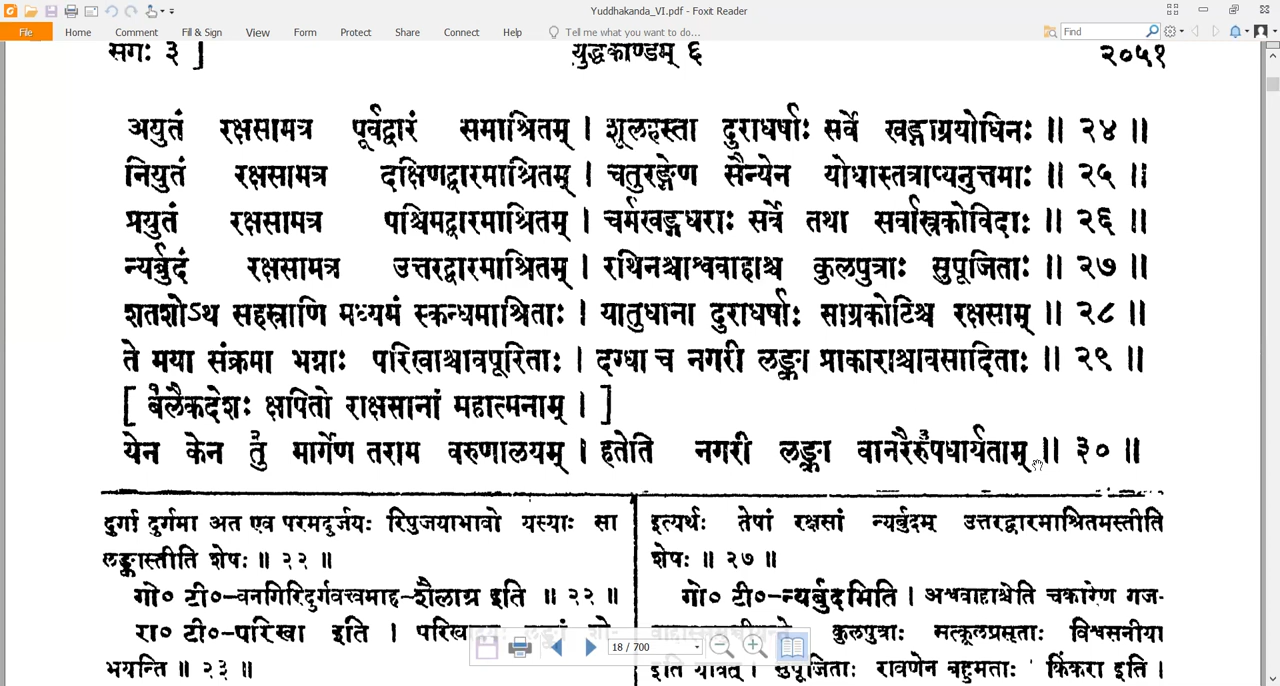 Yuddhakanda_VI.pdf - Foxit Reader
File Home Comment Fill & Sign View Form Protect Share Connect Help Tell me what you want to do... Find
सर्गः ३ ] युद्धकाण्डम् ६ २०५१
अयुतं रक्षसामत्र पूर्वद्वारं समाश्रितम् । शूलहस्ता दुराधर्षाः सर्वे खड्गाग्रयोधिनः ॥ २४ ॥
नियुतं रक्षसामत्र दक्षिणद्वारमाश्रितम् । चतुरङ्गेण सैन्येन योधास्तत्राप्यनुत्तमाः ॥ २५ ॥
प्रयुतं रक्षसामत्र पश्चिमद्वारमाश्रितम् । चर्मखड्गधराः सर्वे तथा सर्वास्त्रकोविदाः ॥ २६ ॥
न्यर्बुदं रक्षसामत्र उत्तरद्वारमाश्रितम् । रथिनश्चाश्ववाहाश्च कुलपुत्राः सुपूजिताः ॥ २७ ॥
शतशोऽथ सहस्राणि मध्यमं स्कन्धमाश्रिताः । यातुधाना दुराधर्षाः साग्रकोटिश्च रक्षसाम् ॥ २८ ॥
ते मया संक्रमा भग्नाः परिखाश्चावपूरिताः । दग्धा च नगरी लङ्का प्राकाराश्चावसादिताः ॥ २९ ॥
[ बलैकदेशः क्षपितो राक्षसानां महात्मनाम् । ]
येन केन तु मार्गेण तराम वरुणालयम् । हतेति नगरी लङ्का वानरैरुपधार्यताम् ॥ ३० ॥
दुर्गा दुर्गमा अत एव परमदुर्जयः रिपुजयाभावो यस्याः सा
लङ्कास्तीति शेषः ॥ २२ ॥
गो० टी०-वनगिरिदुर्गवत्त्वमाह-शैलाग्र इति ॥ २२ ॥
रा० टी०-परिखा इति ।
भयन्ति ॥ २३ ॥
इत्यर्थः तेषां रक्षसां न्यर्बुदम् उत्तरद्वारमाश्रितमस्तीति
शेषः ॥ २७ ॥
गो० टी०-न्यर्बुदमिति । अश्ववाहाश्चेति चकारेण गज-
कुलपुत्राः मत्कुलप्रसृताः विश्वसनीया
इति यावत् । सुपूजिताः रावणेन बहुमताः किंकरा इति ।
18 / 700